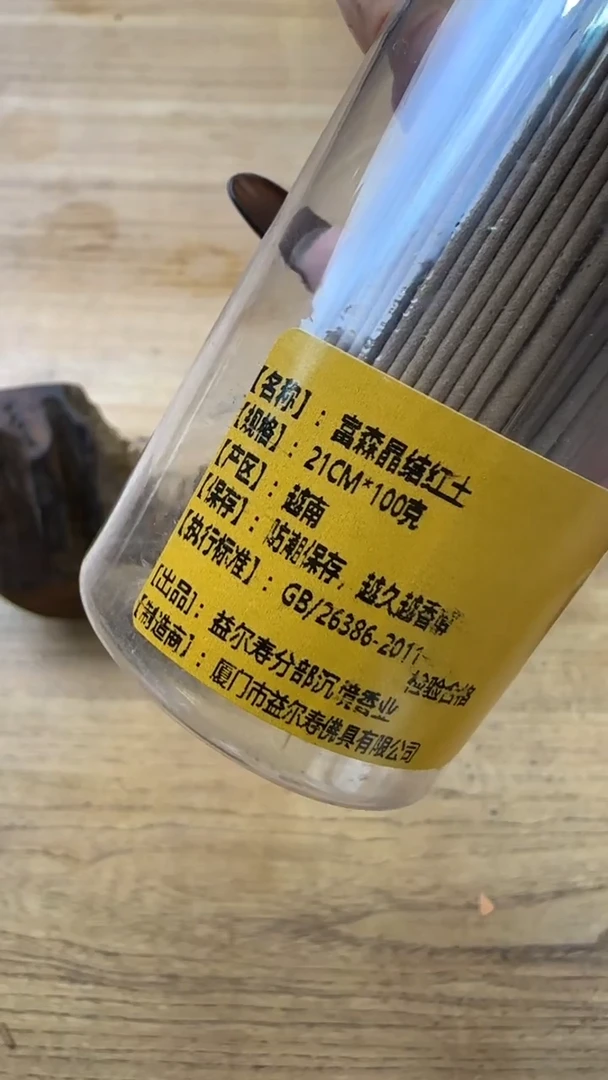 【名称】：富森晶结红土
【规格】：21CM*100克
【产区】：越南
【保存】：防潮保存，越久越香醇
【执行标准】：GB/26386-2011
检验合格
【出品】：益尔寿分部沉境香业
【制造商】：厦门市益尔寿佛具有限公司